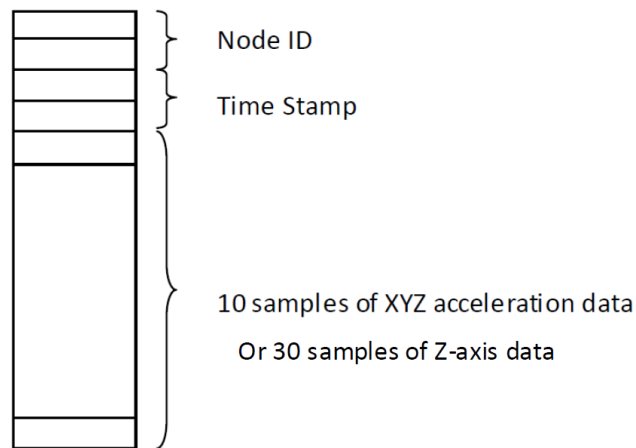 Node ID
Time Stamp
10 samples of XYZ acceleration data
Or 30 samples of Z-axis data